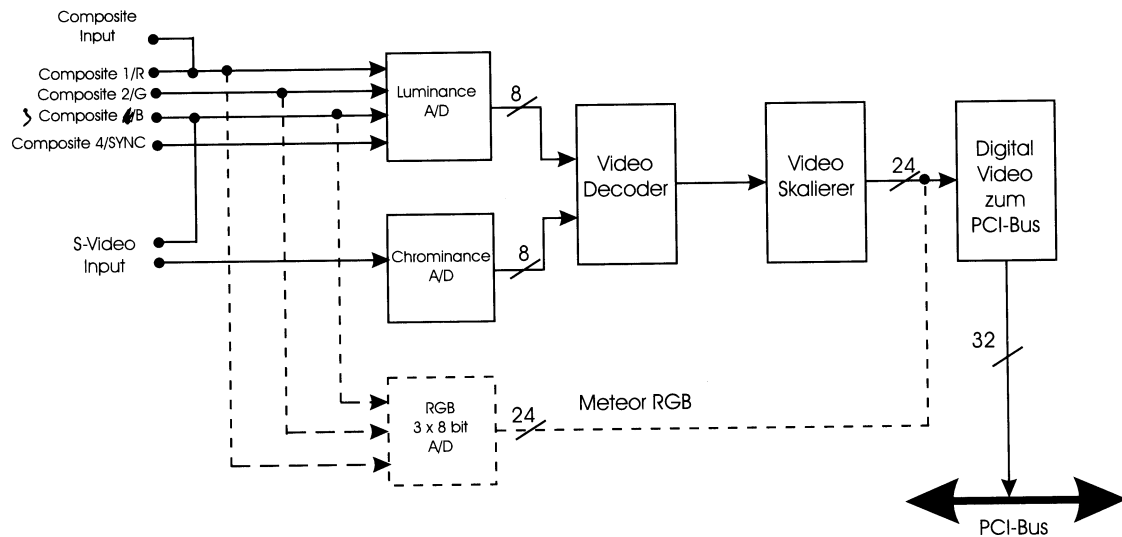 Composite
Input
Composite 1/R
Composite 2/G
3 Composite /B
Composite 4/SYNC
S-Video
Input
Luminance
A/D
8
Chrominance
A/D
8
Video
Decoder
Video
Skalierer
24
Digital
Video
zum
PCI-Bus
32
RGB
3 x 8 bit
A/D
24
Meteor RGB
PCI-Bus